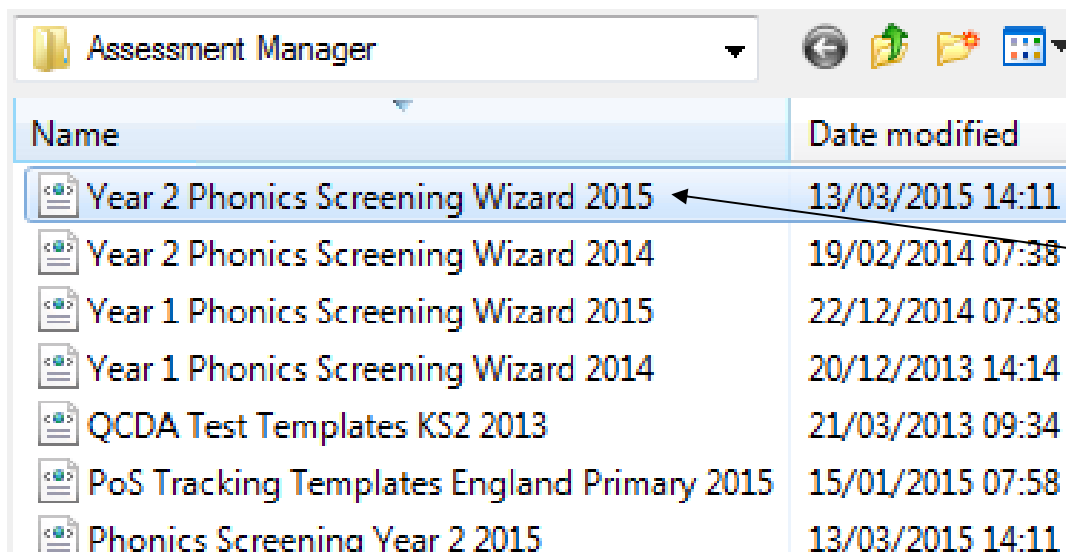 Assessment Manager
Name Date modified
Year 2 Phonics Screening Wizard 2015 13/03/2015 14:11
Year 2 Phonics Screening Wizard 2014 19/02/2014 07:38
Year 1 Phonics Screening Wizard 2015 22/12/2014 07:58
Year 1 Phonics Screening Wizard 2014 20/12/2013 14:14
QCDA Test Templates KS2 2013 21/03/2013 09:34
PoS Tracking Templates England Primary 2015 15/01/2015 07:58
Phonics Screening Year 2 2015 13/03/2015 14:11